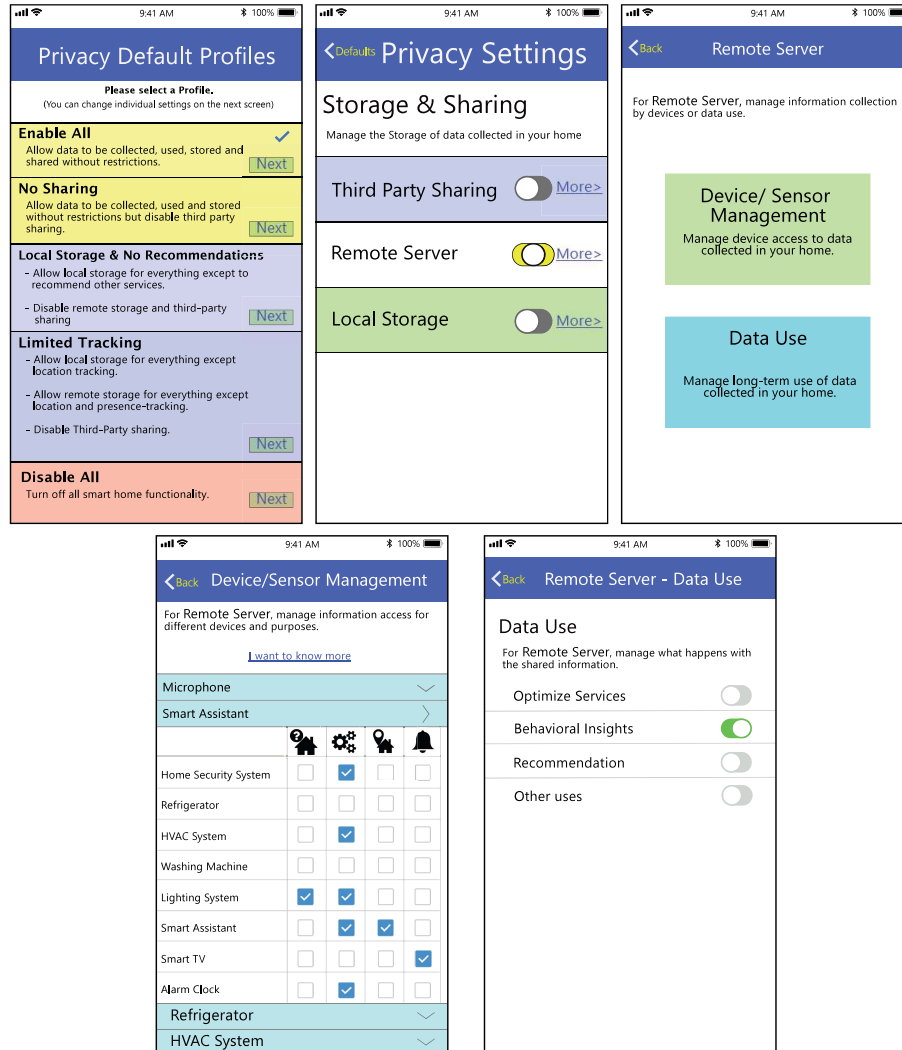 9:41 AM 100%
Privacy Default Profiles
Please select a Profile.
(You can change individual settings on the next screen)
Enable All
Allow data to be collected, used, stored and
shared without restrictions.
Next
No Sharing
Allow data to be collected, used and stored
without restrictions but disable third party
sharing.
Next
Local Storage & No Recommendations
- Allow local storage for everything except to
recommend other services.
- Disable remote storage and third-party
sharing
Next
Limited Tracking
- Allow local storage for everything except
location tracking.
- Allow remote storage for everything except
location and presence-tracking.
- Disable Third-Party sharing.
Next
Disable All
Turn off all smart home functionality.
Next
9:41 AM 100%
Defaults Privacy Settings
Storage & Sharing
Manage the Storage of data collected in your home
Third Party Sharing More>
Remote Server More>
Local Storage More>
9:41 AM 100%
Back Remote Server
For Remote Server, manage information collection
by devices or data use.
Device/ Sensor
Management
Manage device access to data
collected in your home.
Data Use
Manage long-term use of data
collected in your home.
9:41 AM 100%
Back Device/Sensor Management
For Remote Server, manage information access for
different devices and purposes.
I want to know more
Microphone
Smart Assistant
Home Security System
Refrigerator
HVAC System
Washing Machine
Lighting System
Smart Assistant
Smart TV
Alarm Clock
Refrigerator
HVAC System
9:41 AM 100%
Back Remote Server - Data Use
Data Use
For Remote Server, manage what happens with
the shared information.
Optimize Services
Behavioral Insights
Recommendation
Other uses